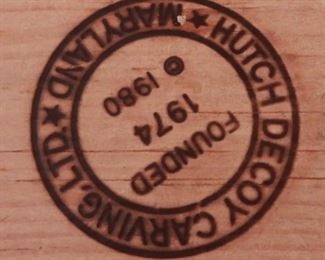 ★ HUTCH DECOY CARVING, LTD. ★ MARYLAND
FOUNDED
1974
© 1980